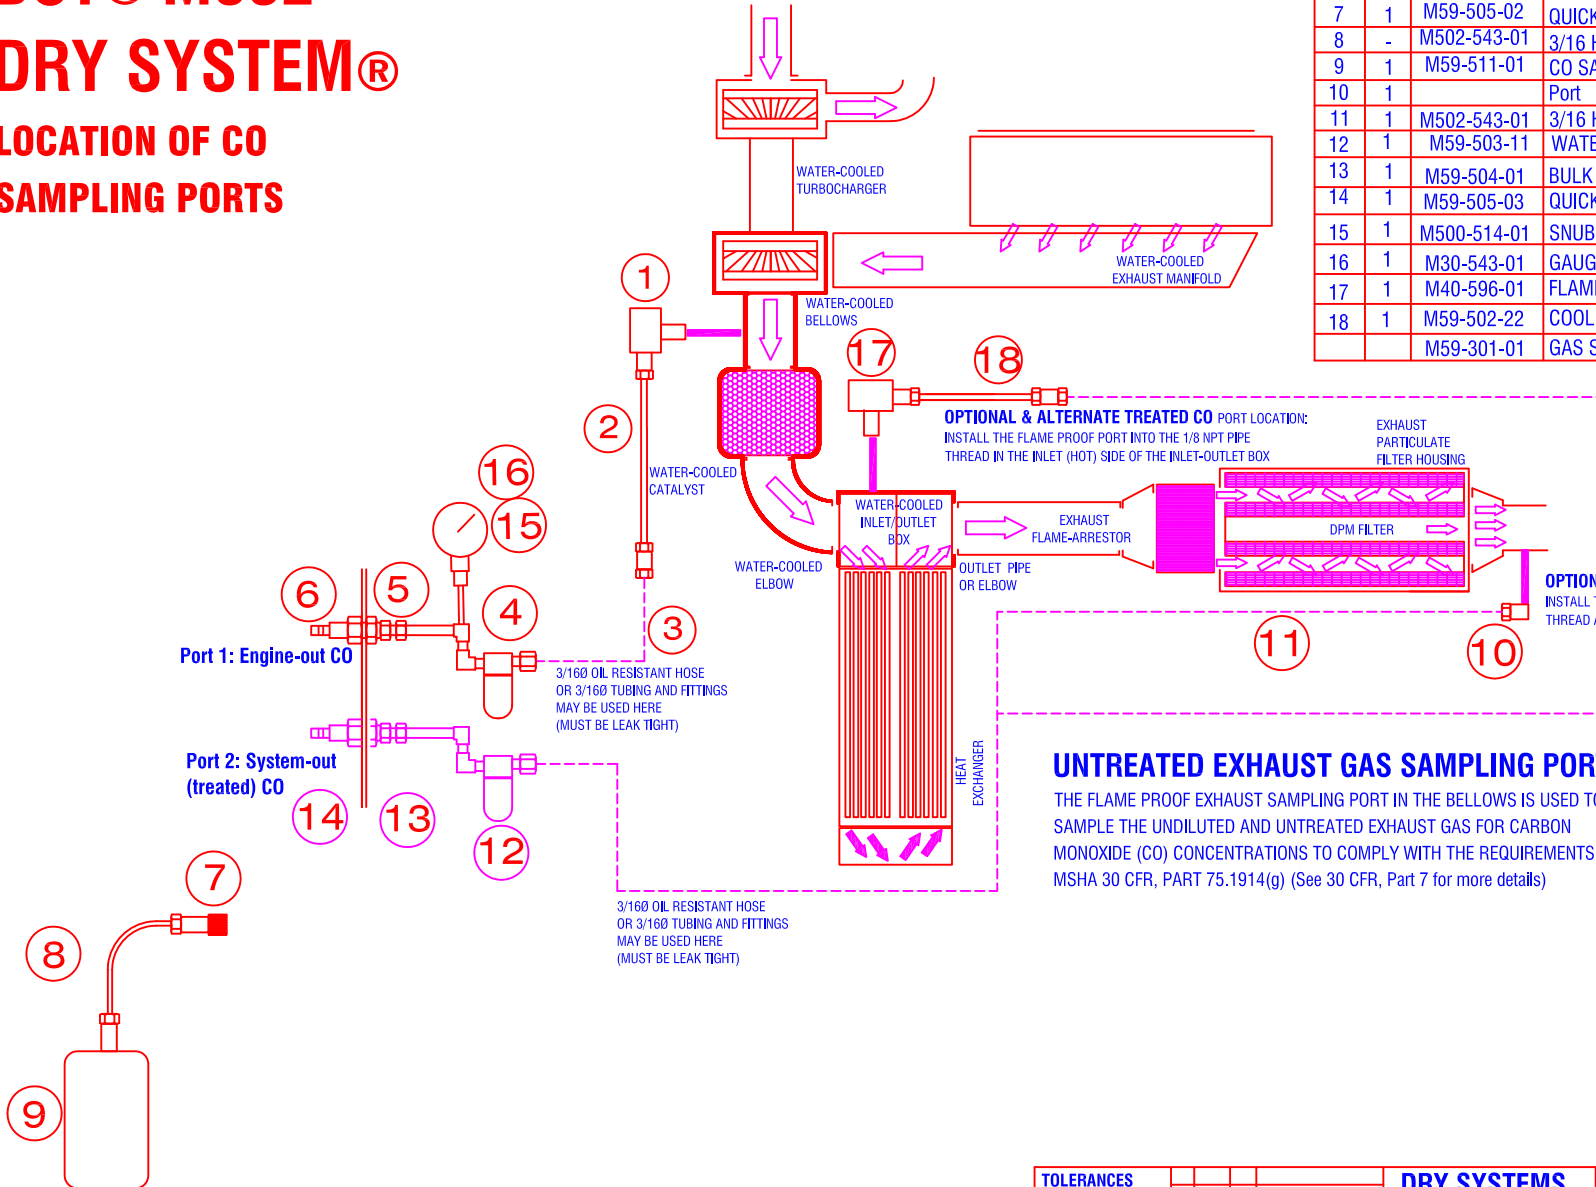 DRY SYSTEM®
LOCATION OF CO
SAMPLING PORTS
7 1 M59-505-02
8 - M502-543-01 3/16
9 1 M59-511-01 CO
10 1 Port
11 1 M502-543-01 3/16
12 1 M59-503-11
13 1 M59-504-01 BULK
14 1 M59-505-03
15 1 M500-514-01
16 1 M30-543-01
17 1 M40-596-01
18 1 M59-502-22
M59-301-01 GAS
WATER-COOLED
TURBOCHARGER
WATER-COOLED
EXHAUST MANIFOLD
WATER-COOLED
BELLOWS
1
17
18
2
OPTIONAL & ALTERNATE TREATED CO PORT LOCATION:
INSTALL THE FLAME PROOF PORT INTO THE 1/8 NPT PIPE
THREAD IN THE INLET (HOT) SIDE OF THE INLET-OUTLET BOX
EXHAUST
PARTICULATE
FILTER HOUSING
16
15
WATER-COOLED
CATALYST
WATER-COOLED
INLET/OUTLET
BOX
EXHAUST
FLAME-ARRESTOR
DPM FILTER
WATER-COOLED
ELBOW
OUTLET PIPE
OR ELBOW
6
5
4
3
11
10
INSTALL
THREAD
Port 1: Engine-out CO
3/16Ø OIL RESISTANT HOSE
OR 3/16Ø TUBING AND FITTINGS
MAY BE USED HERE
(MUST BE LEAK TIGHT)
Port 2: System-out
(treated) CO
14
13
12
HEAT
EXCHANGER
UNTREATED EXHAUST GAS SAMPLING
THE FLAME PROOF EXHAUST SAMPLING PORT IN THE BELLOWS IS USED TO
SAMPLE THE UNDILUTED AND UNTREATED EXHAUST GAS FOR CARBON
MONOXIDE (CO) CONCENTRATIONS TO COMPLY WITH THE REQUIREMENTS
MSHA 30 CFR, PART 75.1914(g) (See 30 CFR, Part 7 for more details)
7
8
9
3/16Ø OIL RESISTANT HOSE
OR 3/16Ø TUBING AND FITTINGS
MAY BE USED HERE
(MUST BE LEAK TIGHT)
TOLERANCES
DRY SYSTEMS